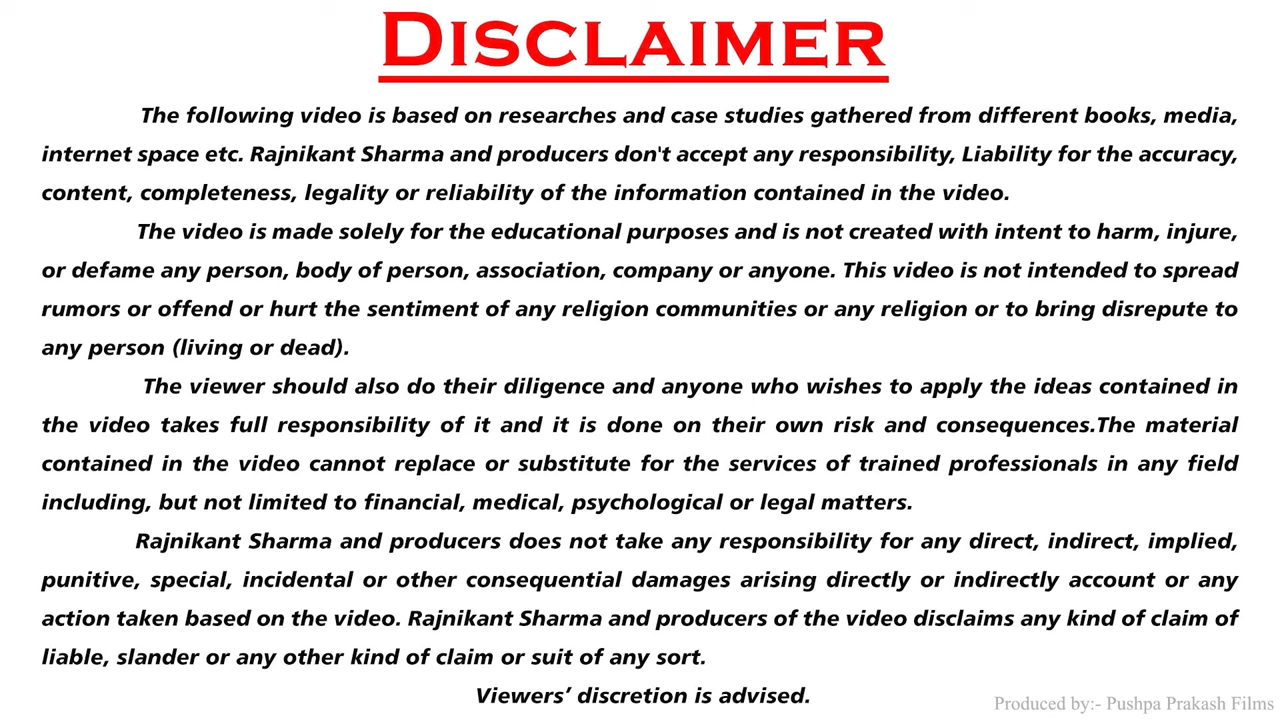 DISCLAIMER
The following video is based on researches and case studies gathered from different books, media,
internet space etc. Rajnikant Sharma and producers don't accept any responsibility, Liability for the accuracy,
content, completeness, legality or reliability of the information contained in the video.
The video is made solely for the educational purposes and is not created with intent to harm, injure,
or defame any person, body of person, association, company or anyone. This video is not intended to spread
rumors or offend or hurt the sentiment of any religion communities or any religion or to bring disrepute to
any person (living or dead).
The viewer should also do their diligence and anyone who wishes to apply the ideas contained in
the video takes full responsibility of it and it is done on their own risk and consequences.The material
contained in the video cannot replace or substitute for the services of trained professionals in any field
including, but not limited to financial, medical, psychological or legal matters.
Rajnikant Sharma and producers does not take any responsibility for any direct, indirect, implied,
punitive, special, incidental or other consequential damages arising directly or indirectly account or any
action taken based on the video. Rajnikant Sharma and producers of the video disclaims any kind of claim of
liable, slander or any other kind of claim or suit of any sort.
Viewers’ discretion is advised.
Produced by:- Pushpa Prakash Films